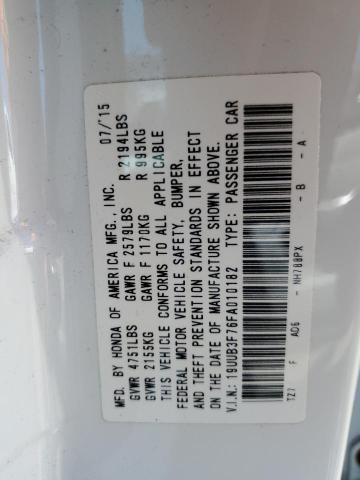 MFD. BY HONDA OF AMERICA MFG., INC. 07/'15
GVWR 4751LBS GAWR F 2579LBS R 2194LBS
GVWR 2155KG GAWR F 1170KG R 995KG
THIS VEHICLE CONFORMS TO ALL APPLICABLE
FEDERAL MOTOR VEHICLE SAFETY, BUMPER,
AND THEFT PREVENTION STANDARDS IN EFFECT
ON THE DATE OF MANUFACTURE SHOWN ABOVE.
V.I.N.: 19UUB3F76FA010182 PASSENGER CAR
TZ7 F AD6 - NH788PX - B - A